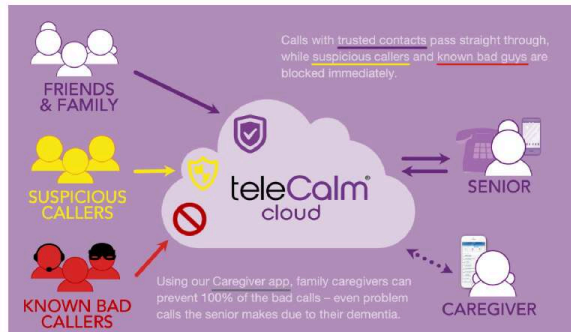 Calls with trusted contacts pass straight through,
while suspicious callers and known bad guys are
blocked immediately.
FRIENDS
& FAMILY
SUSPICIOUS
CALLERS
teleCalm®
cloud
SENIOR
KNOWN BAD
CALLERS
Using our Caregiver app, family caregivers can
prevent 100% of the bad calls – even problem
calls the senior makes due to their dementia.
CAREGIVER